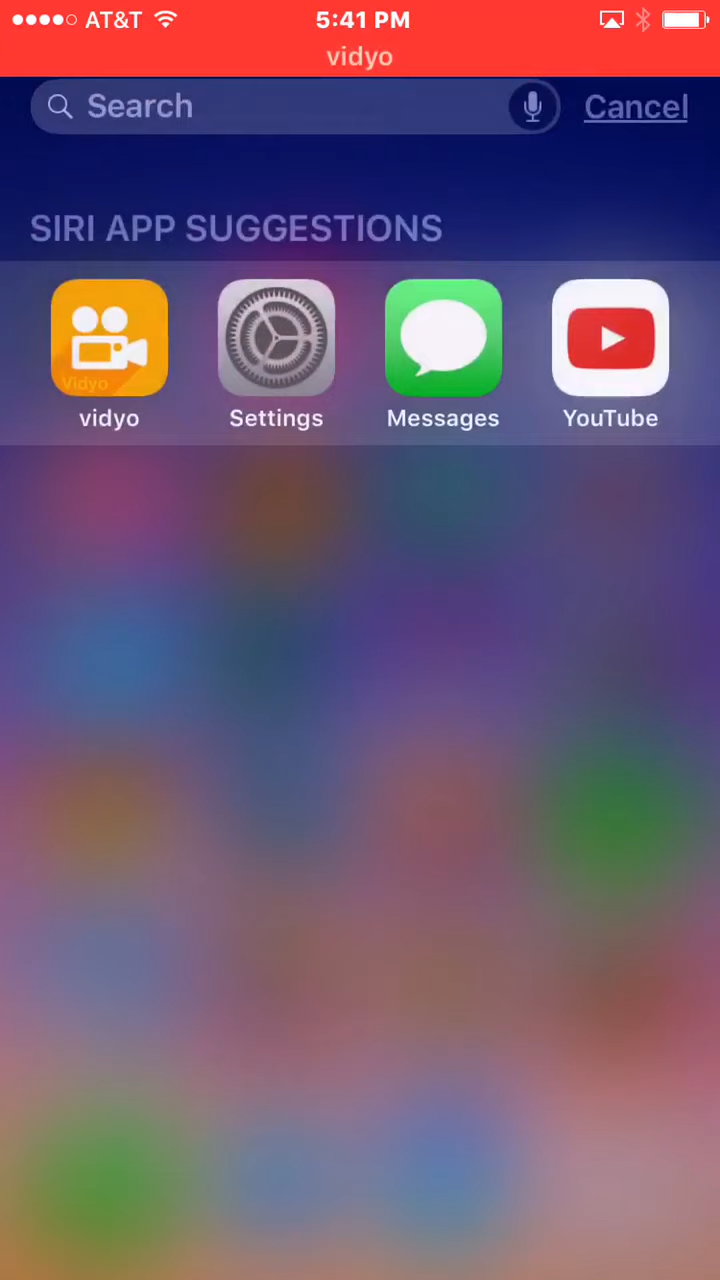 AT&T 5:41 PM
vidyo
Search Cancel
SIRI APP SUGGESTIONS
Vidyo
vidyo Settings Messages YouTube